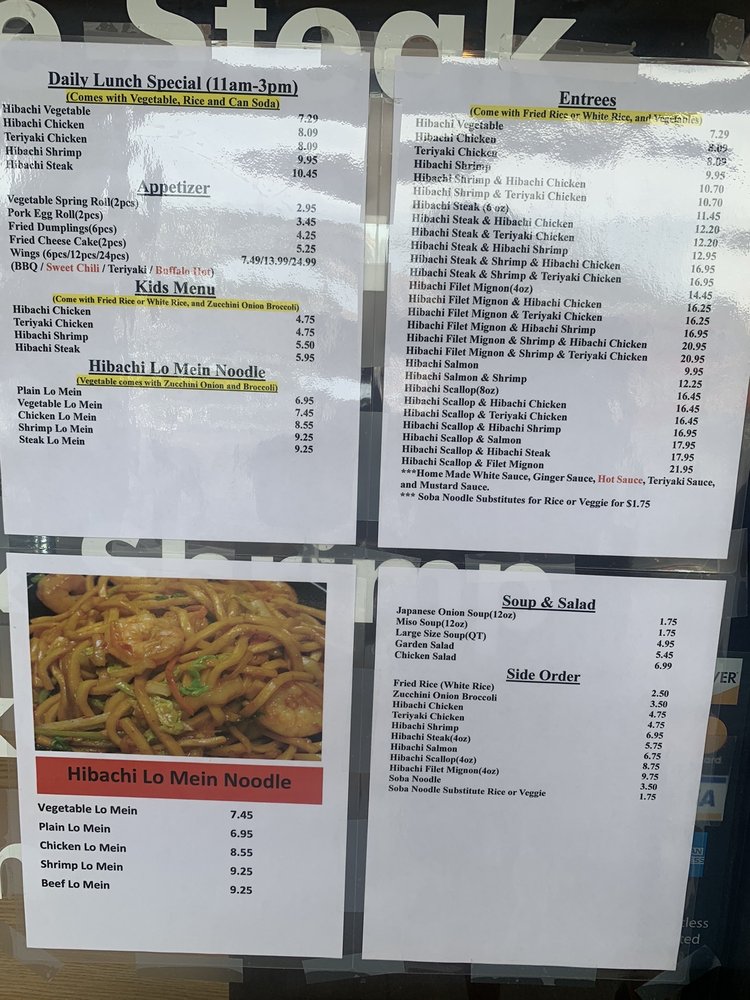 e Steak
Daily Lunch Special (11am-3pm)
(Comes with Vegetable, Rice and Can Soda)
Hibachi Vegetable 7.29
Hibachi Chicken 8.09
Teriyaki Chicken 8.09
Hibachi Shrimp 9.95
Hibachi Steak 10.45
Appetizer
Vegetable Spring Roll(2pcs) 2.95
Pork Egg Roll(2pcs) 3.45
Fried Dumplings(6pcs) 4.25
Fried Cheese Cake(2pcs) 5.25
Wings (6pcs/12pcs/24pcs) 7.49/13.99/24.99
(BBQ / Sweet Chili / Teriyaki / Buffalo Hot)
Kids Menu
(Come with Fried Rice or White Rice, and Zucchini Onion Broccoli)
Hibachi Chicken 4.75
Teriyaki Chicken 4.75
Hibachi Shrimp 5.50
Hibachi Steak 5.95
Hibachi Lo Mein Noodle
(Vegetable comes with Zucchini Onion and Broccoli)
Plain Lo Mein 6.95
Vegetable Lo Mein 7.45
Chicken Lo Mein 8.55
Shrimp Lo Mein 9.25
Steak Lo Mein 9.25
Entrees
(Come with Fried Rice or White Rice, and Vegetables)
Hibachi Vegetable 7.29
Hibachi Chicken 8.09
Teriyaki Chicken 8.09
Hibachi Shrimp 9.95
Hibachi Shrimp & Hibachi Chicken 10.70
Hibachi Shrimp & Teriyaki Chicken 10.70
Hibachi Steak (6 oz) 11.45
Hibachi Steak & Hibachi Chicken 12.20
Hibachi Steak & Teriyaki Chicken 12.20
Hibachi Steak & Hibachi Shrimp 12.95
Hibachi Steak & Shrimp & Hibachi Chicken 16.95
Hibachi Steak & Shrimp & Teriyaki Chicken 16.95
Hibachi Filet Mignon(4oz) 14.45
Hibachi Filet Mignon & Hibachi Chicken 16.25
Hibachi Filet Mignon & Teriyaki Chicken 16.25
Hibachi Filet Mignon & Hibachi Shrimp 16.95
Hibachi Filet Mignon & Shrimp & Hibachi Chicken 20.95
Hibachi Filet Mignon & Shrimp & Teriyaki Chicken 20.95
Hibachi Salmon 9.95
Hibachi Salmon & Shrimp 12.25
Hibachi Scallop(8oz) 16.45
Hibachi Scallop & Hibachi Chicken 16.45
Hibachi Scallop & Teriyaki Chicken 16.45
Hibachi Scallop & Hibachi Shrimp 16.95
Hibachi Scallop & Salmon 17.95
Hibachi Scallop & Hibachi Steak 17.95
Hibachi Scallop & Filet Mignon 21.95
***Home Made White Sauce, Ginger Sauce, Hot Sauce, Teriyaki Sauce,
and Mustard Sauce.
*** Soba Noodle Substitutes for Rice or Veggie for $1.75
Shrimp
Hibachi Lo Mein Noodle
Vegetable Lo Mein 7.45
Plain Lo Mein 6.95
Chicken Lo Mein 8.55
Shrimp Lo Mein 9.25
Beef Lo Mein 9.25
Soup & Salad
Japanese Onion Soup(12oz) 1.75
Miso Soup(12oz) 1.75
Large Size Soup(QT) 4.95
Garden Salad 5.45
Chicken Salad 6.99
Side Order
Fried Rice (White Rice) 2.50
Zucchini Onion Broccoli 3.50
Hibachi Chicken 4.75
Teriyaki Chicken 4.75
Hibachi Shrimp 6.95
Hibachi Steak(4oz) 5.75
Hibachi Salmon 6.75
Hibachi Scallop(4oz) 8.75
Hibachi Filet Mignon(4oz) 9.75
Soba Noodle 3.50
Soba Noodle Substitute Rice or Veggie 1.75
VER